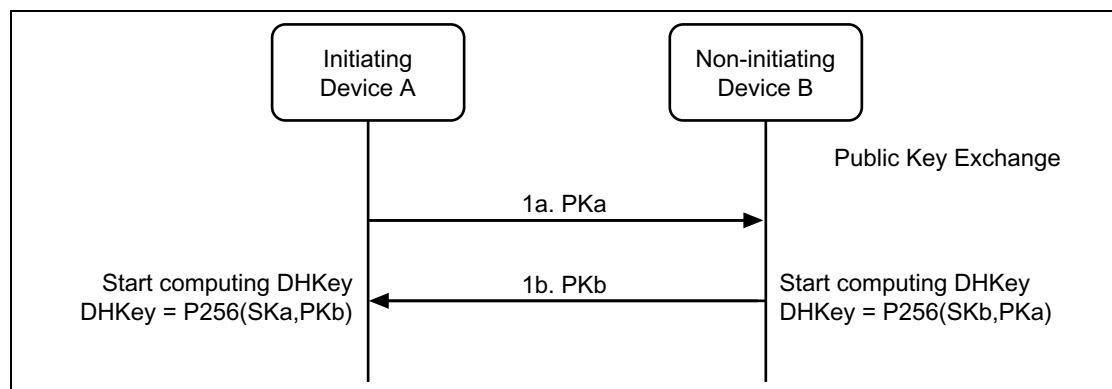 Initiating
Device A
Non-initiating
Device B
Public Key Exchange
1a. PKa
Start computing DHKey
DHKey = P256(SKa,PKb)
1b. PKb
Start computing DHKey
DHKey = P256(SKb,PKa)